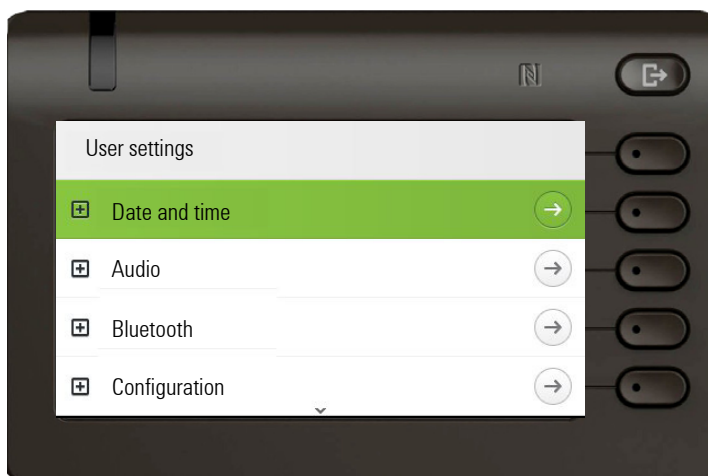 User settings
Date and time
Audio
Bluetooth
Configuration